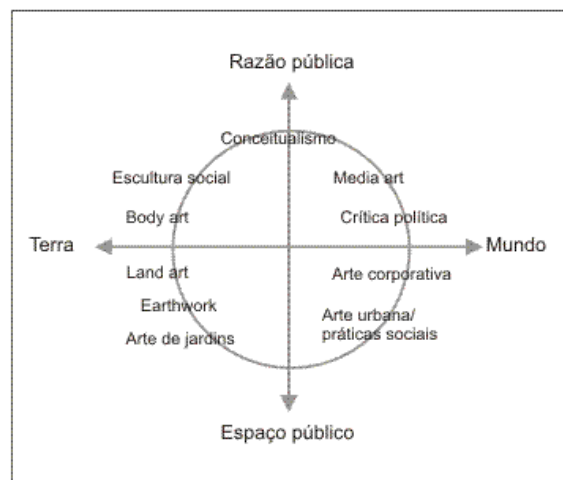 Razão pública
Conceitualismo
Escultura social
Media art
Body art
Crítica política
Terra
Mundo
Land art
Arte corporativa
Earthwork
Arte urbana/
práticas sociais
Arte de jardins
Espaço público